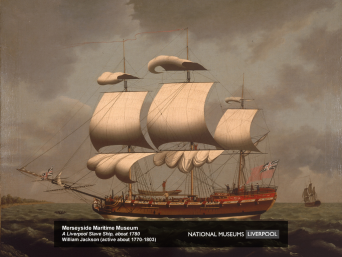 Merseyside Maritime Museum
A Liverpool Slave Ship, about 1780
William Jackson (active about 1770-1803)
NATIONAL MUSEUMS LIVERPOOL